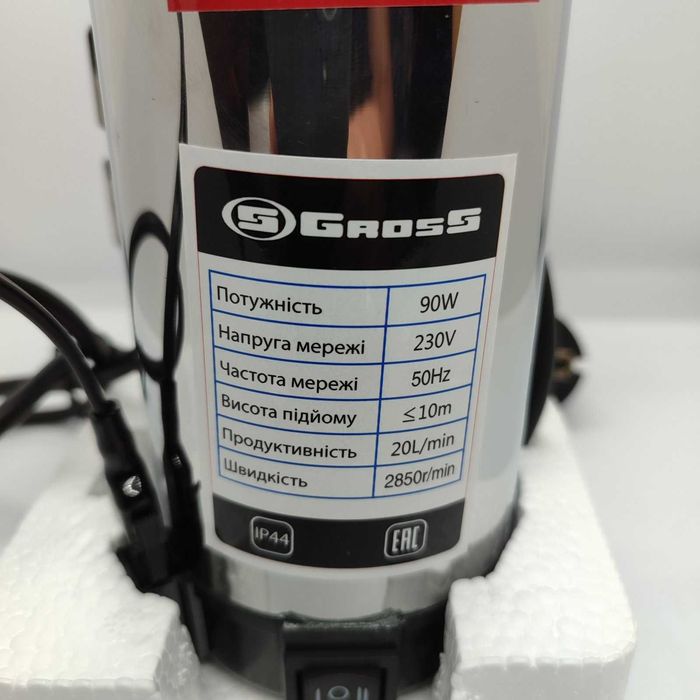 S GROSS
Потужність 90W
Напруга мережі 230V
Частота мережі 50Hz
Висота підйому ≤10m
Продуктивність 20L/min
Швидкість 2850r/min
IP44 EAC
I O II